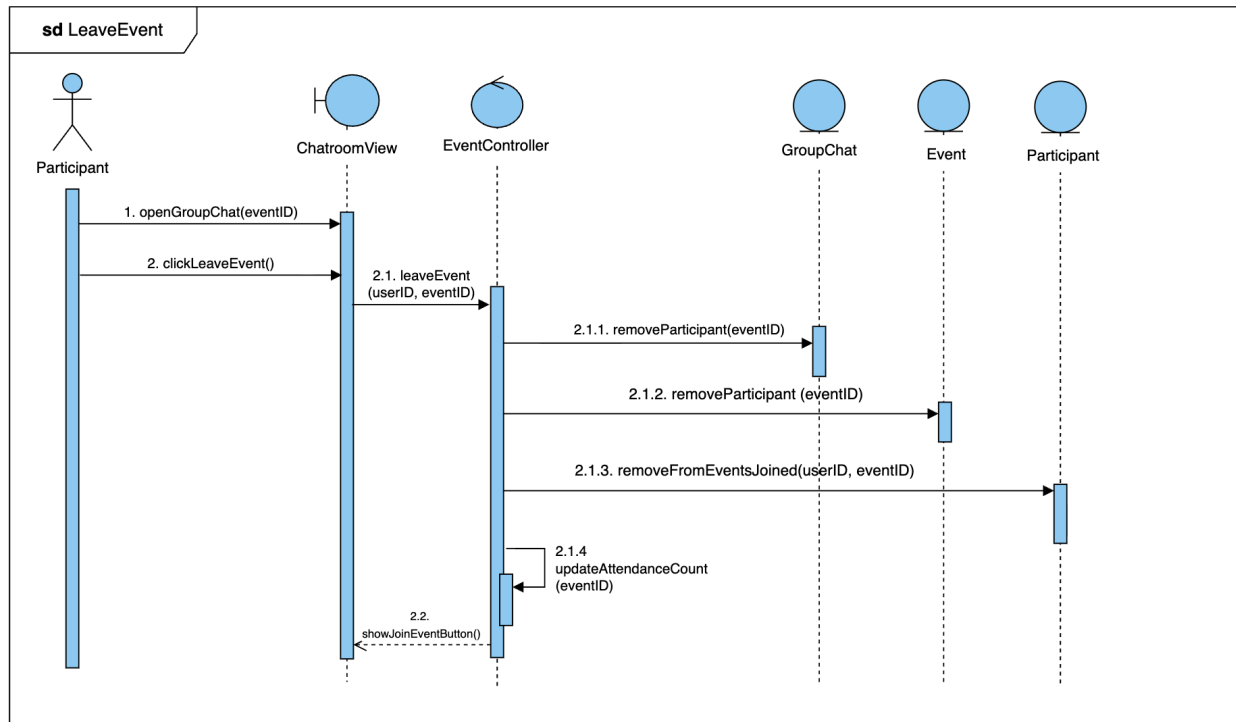 sd LeaveEvent
Participant
ChatroomView
EventController
GroupChat
Event
Participant
1. openGroupChat(eventID)
2. clickLeaveEvent()
2.1. leaveEvent
(userID, eventID)
2.1.1. removeParticipant(eventID)
2.1.2. removeParticipant (eventID)
2.1.3. removeFromEventsJoined(userID, eventID)
2.1.4
updateAttendanceCount
(eventID)
2.2.
showJoinEventButton()